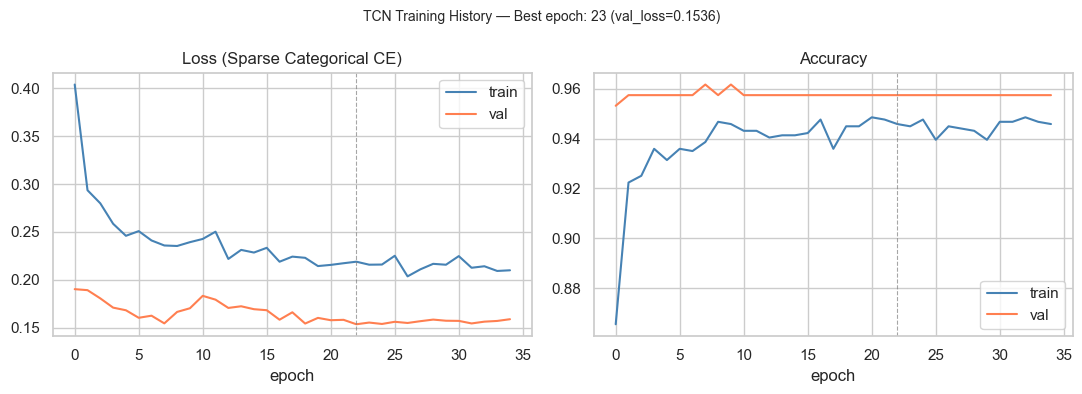 TCN Training History — Best epoch: 23 (val_loss=0.1536)
Loss (Sparse Categorical CE)
0.40
0.35
0.30
0.25
0.20
0.15
0 5 10 15 20 25 30 35
epoch
train
val
Accuracy
0.96
0.94
0.92
0.90
0.88
0 5 10 15 20 25 30 35
epoch
train
val